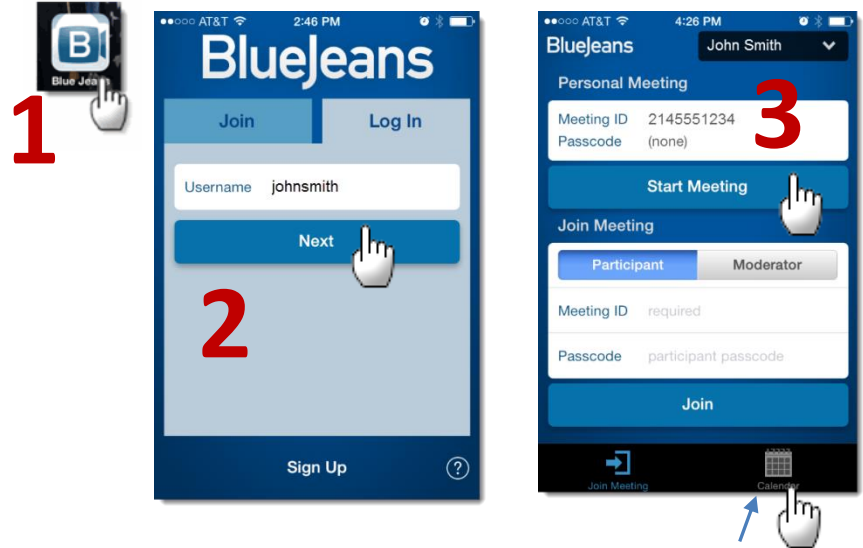 B
Blue Jean
1
●●○○○ AT&T 2:46 PM
BlueJeans
Join Log In
Username johnsmith
Next
2
Sign Up ?
●●○○○ AT&T 4:26 PM
BlueJeans John Smith
Personal Meeting
3
Meeting ID 2145551234
Passcode (none)
Start Meeting
Join Meeting
Participant Moderator
Meeting ID required
Passcode participant passcode
Join
Join Meeting Calender